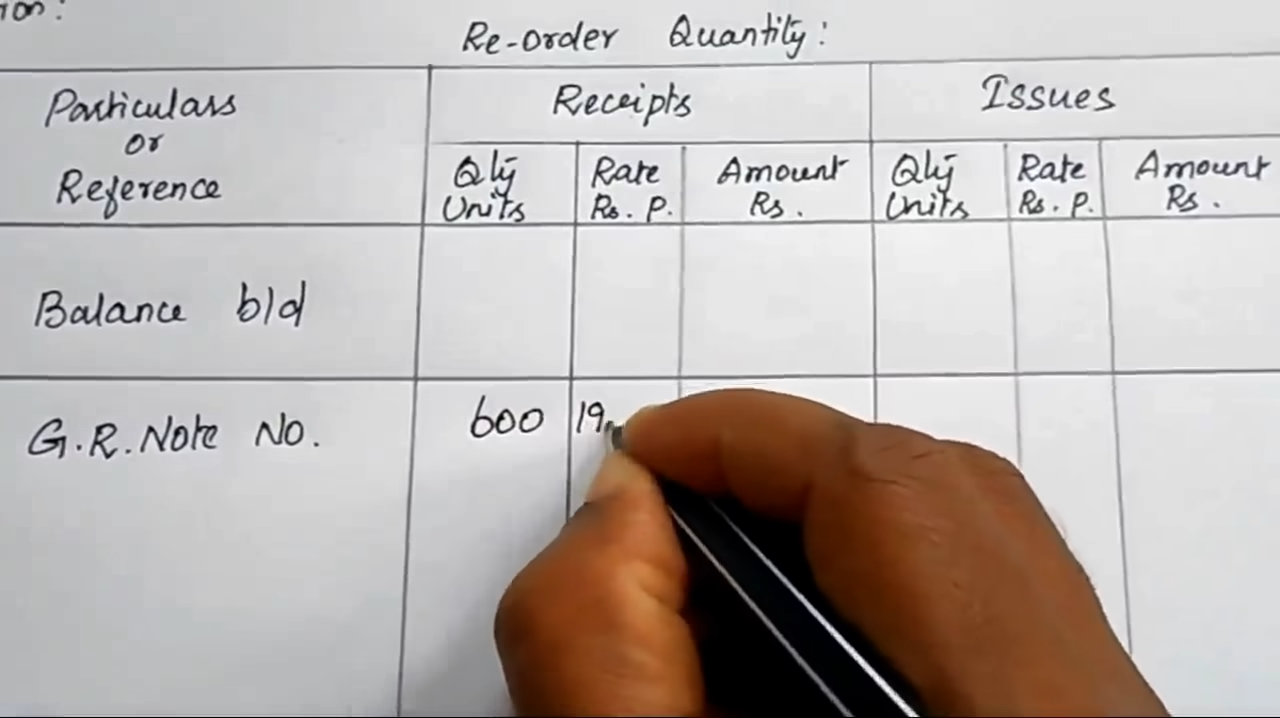 Re-order Quantity:
Particulars
or
Reference
Receipts
Issues
Qty
Units
Rate
Rs. P.
Amount
Rs.
Qty
Units
Rate
Rs. P.
Amount
Rs.
Balance b/d
G.R.Note No. 600 19